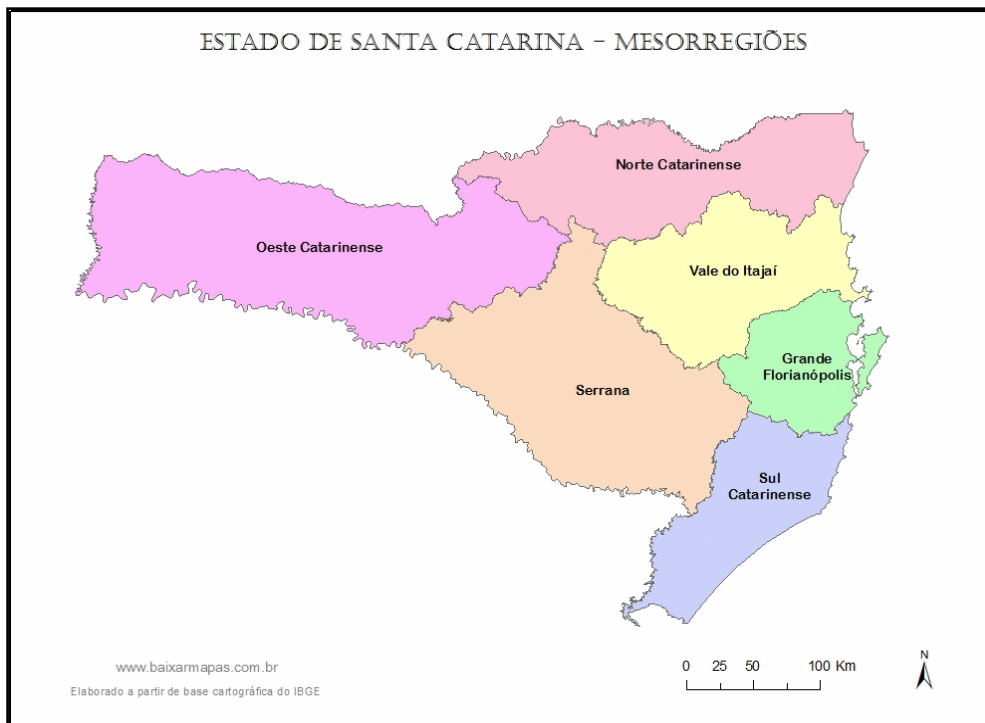 ESTADO DE SANTA CATARINA - MESORREGIÕES
Norte Catarinense
Oeste Catarinense
Vale do Itajaí
Grande
Florianópolis
Serrana
Sul
Catarinense
www.baixarmapas.com.br
Elaborado a partir de base cartográfica do IBGE
0 25 50 100 Km
N